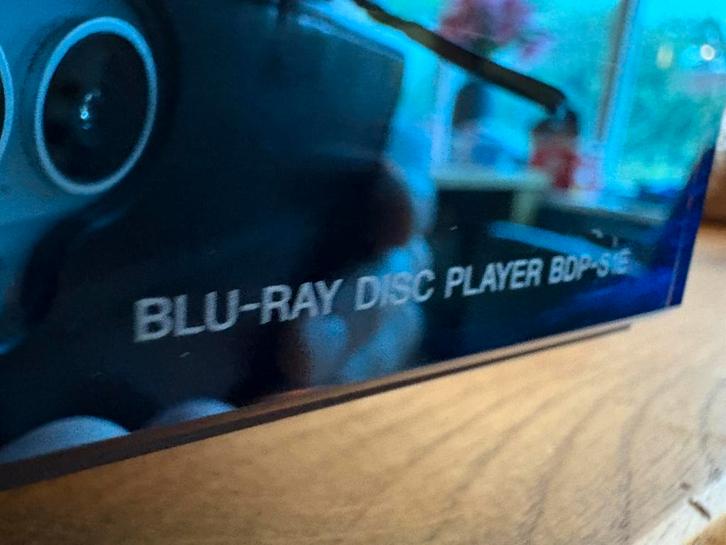 BLU-RAY DISC PLAYER BDP-S1E